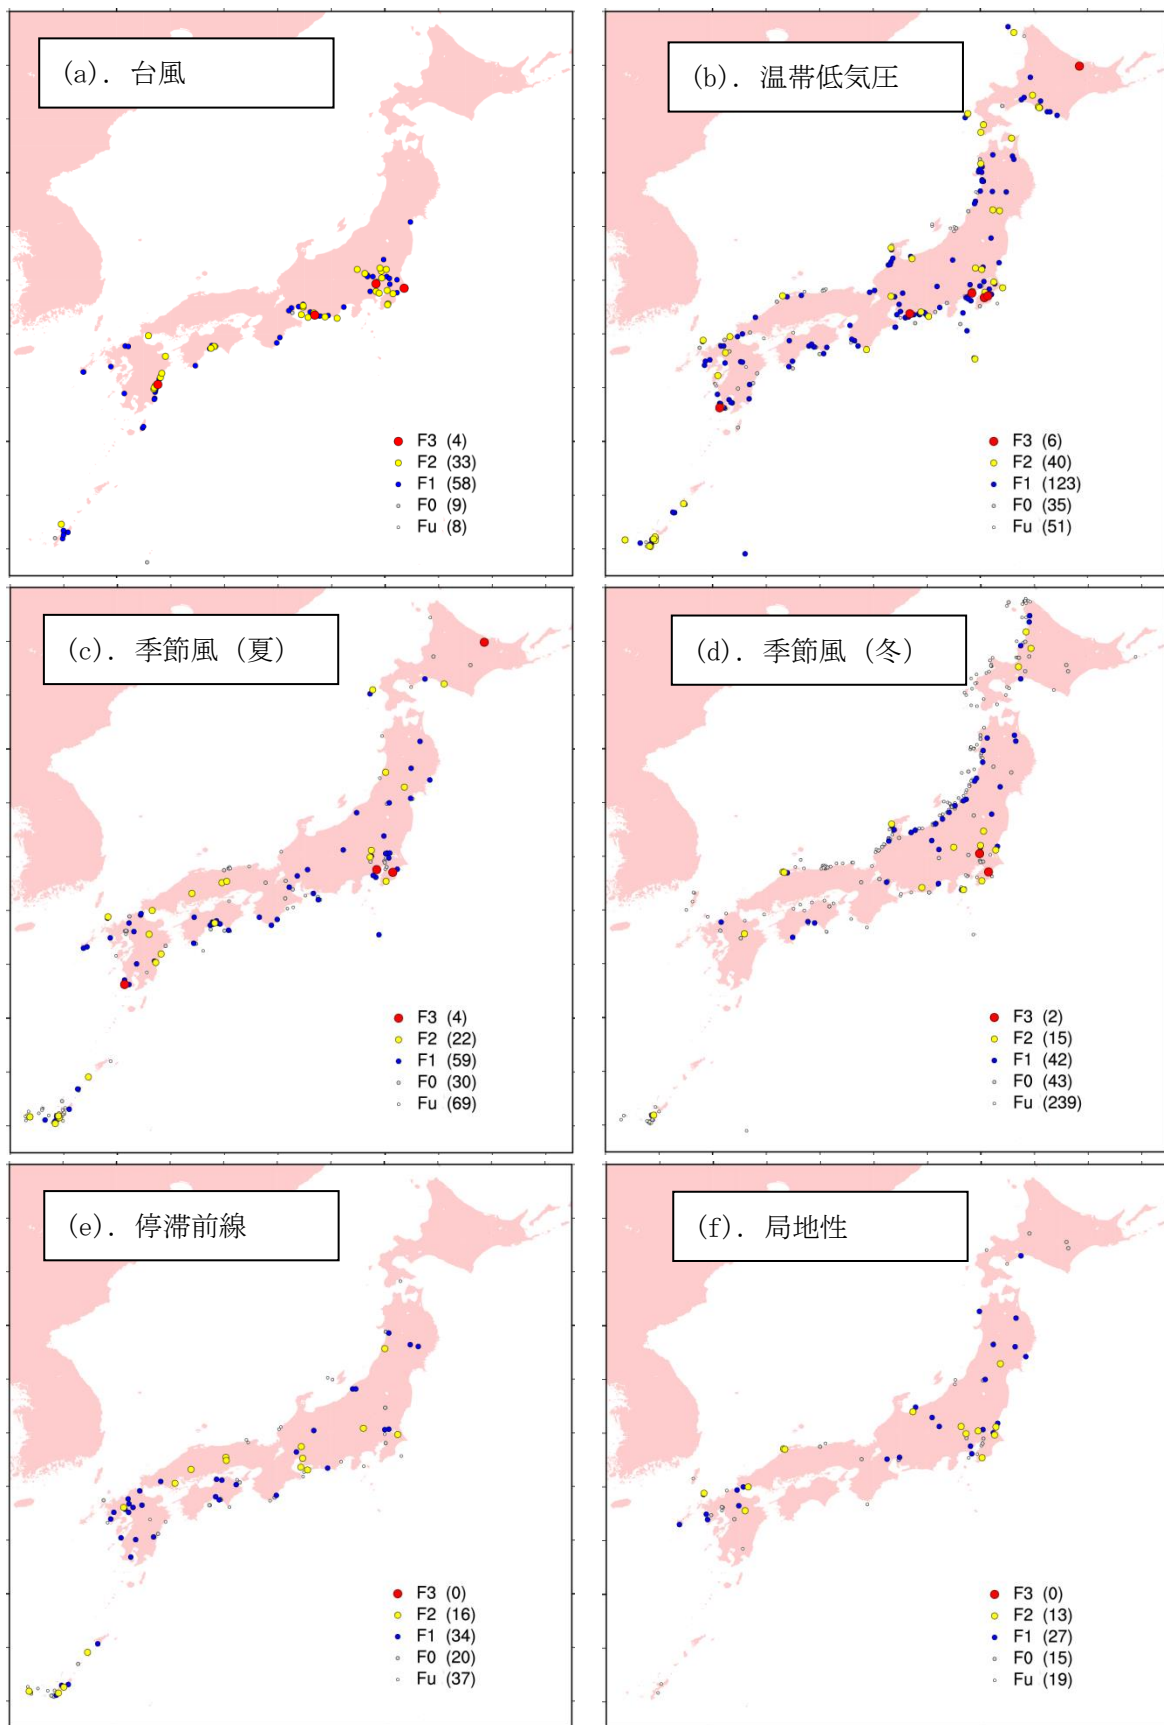 (a). 台風
F3 (4)
F2 (33)
F1 (58)
F0 (9)
Fu (8)
(b). 温帯低気圧
F3 (6)
F2 (40)
F1 (123)
F0 (35)
Fu (51)
(c). 季節風 (夏)
F3 (4)
F2 (22)
F1 (59)
F0 (30)
Fu (69)
(d). 季節風 (冬)
F3 (2)
F2 (15)
F1 (42)
F0 (43)
Fu (239)
(e). 停滞前線
F3 (0)
F2 (16)
F1 (34)
F0 (20)
Fu (37)
(f). 局地性
F3 (0)
F2 (13)
F1 (27)
F0 (15)
Fu (19)